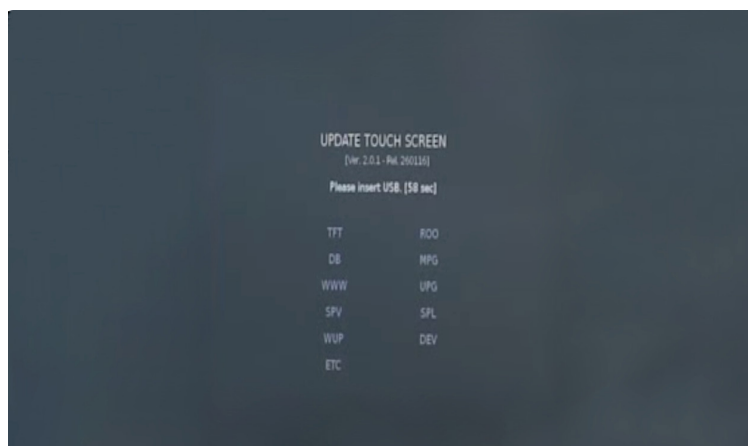 UPDATE TOUCH SCREEN
[Ver. 2.0.1 - Rel. 260116]
Please insert USB. [58 sec]
TFT ROO
DB MPG
WWW UPG
SPV SPL
WUP DEV
ETC